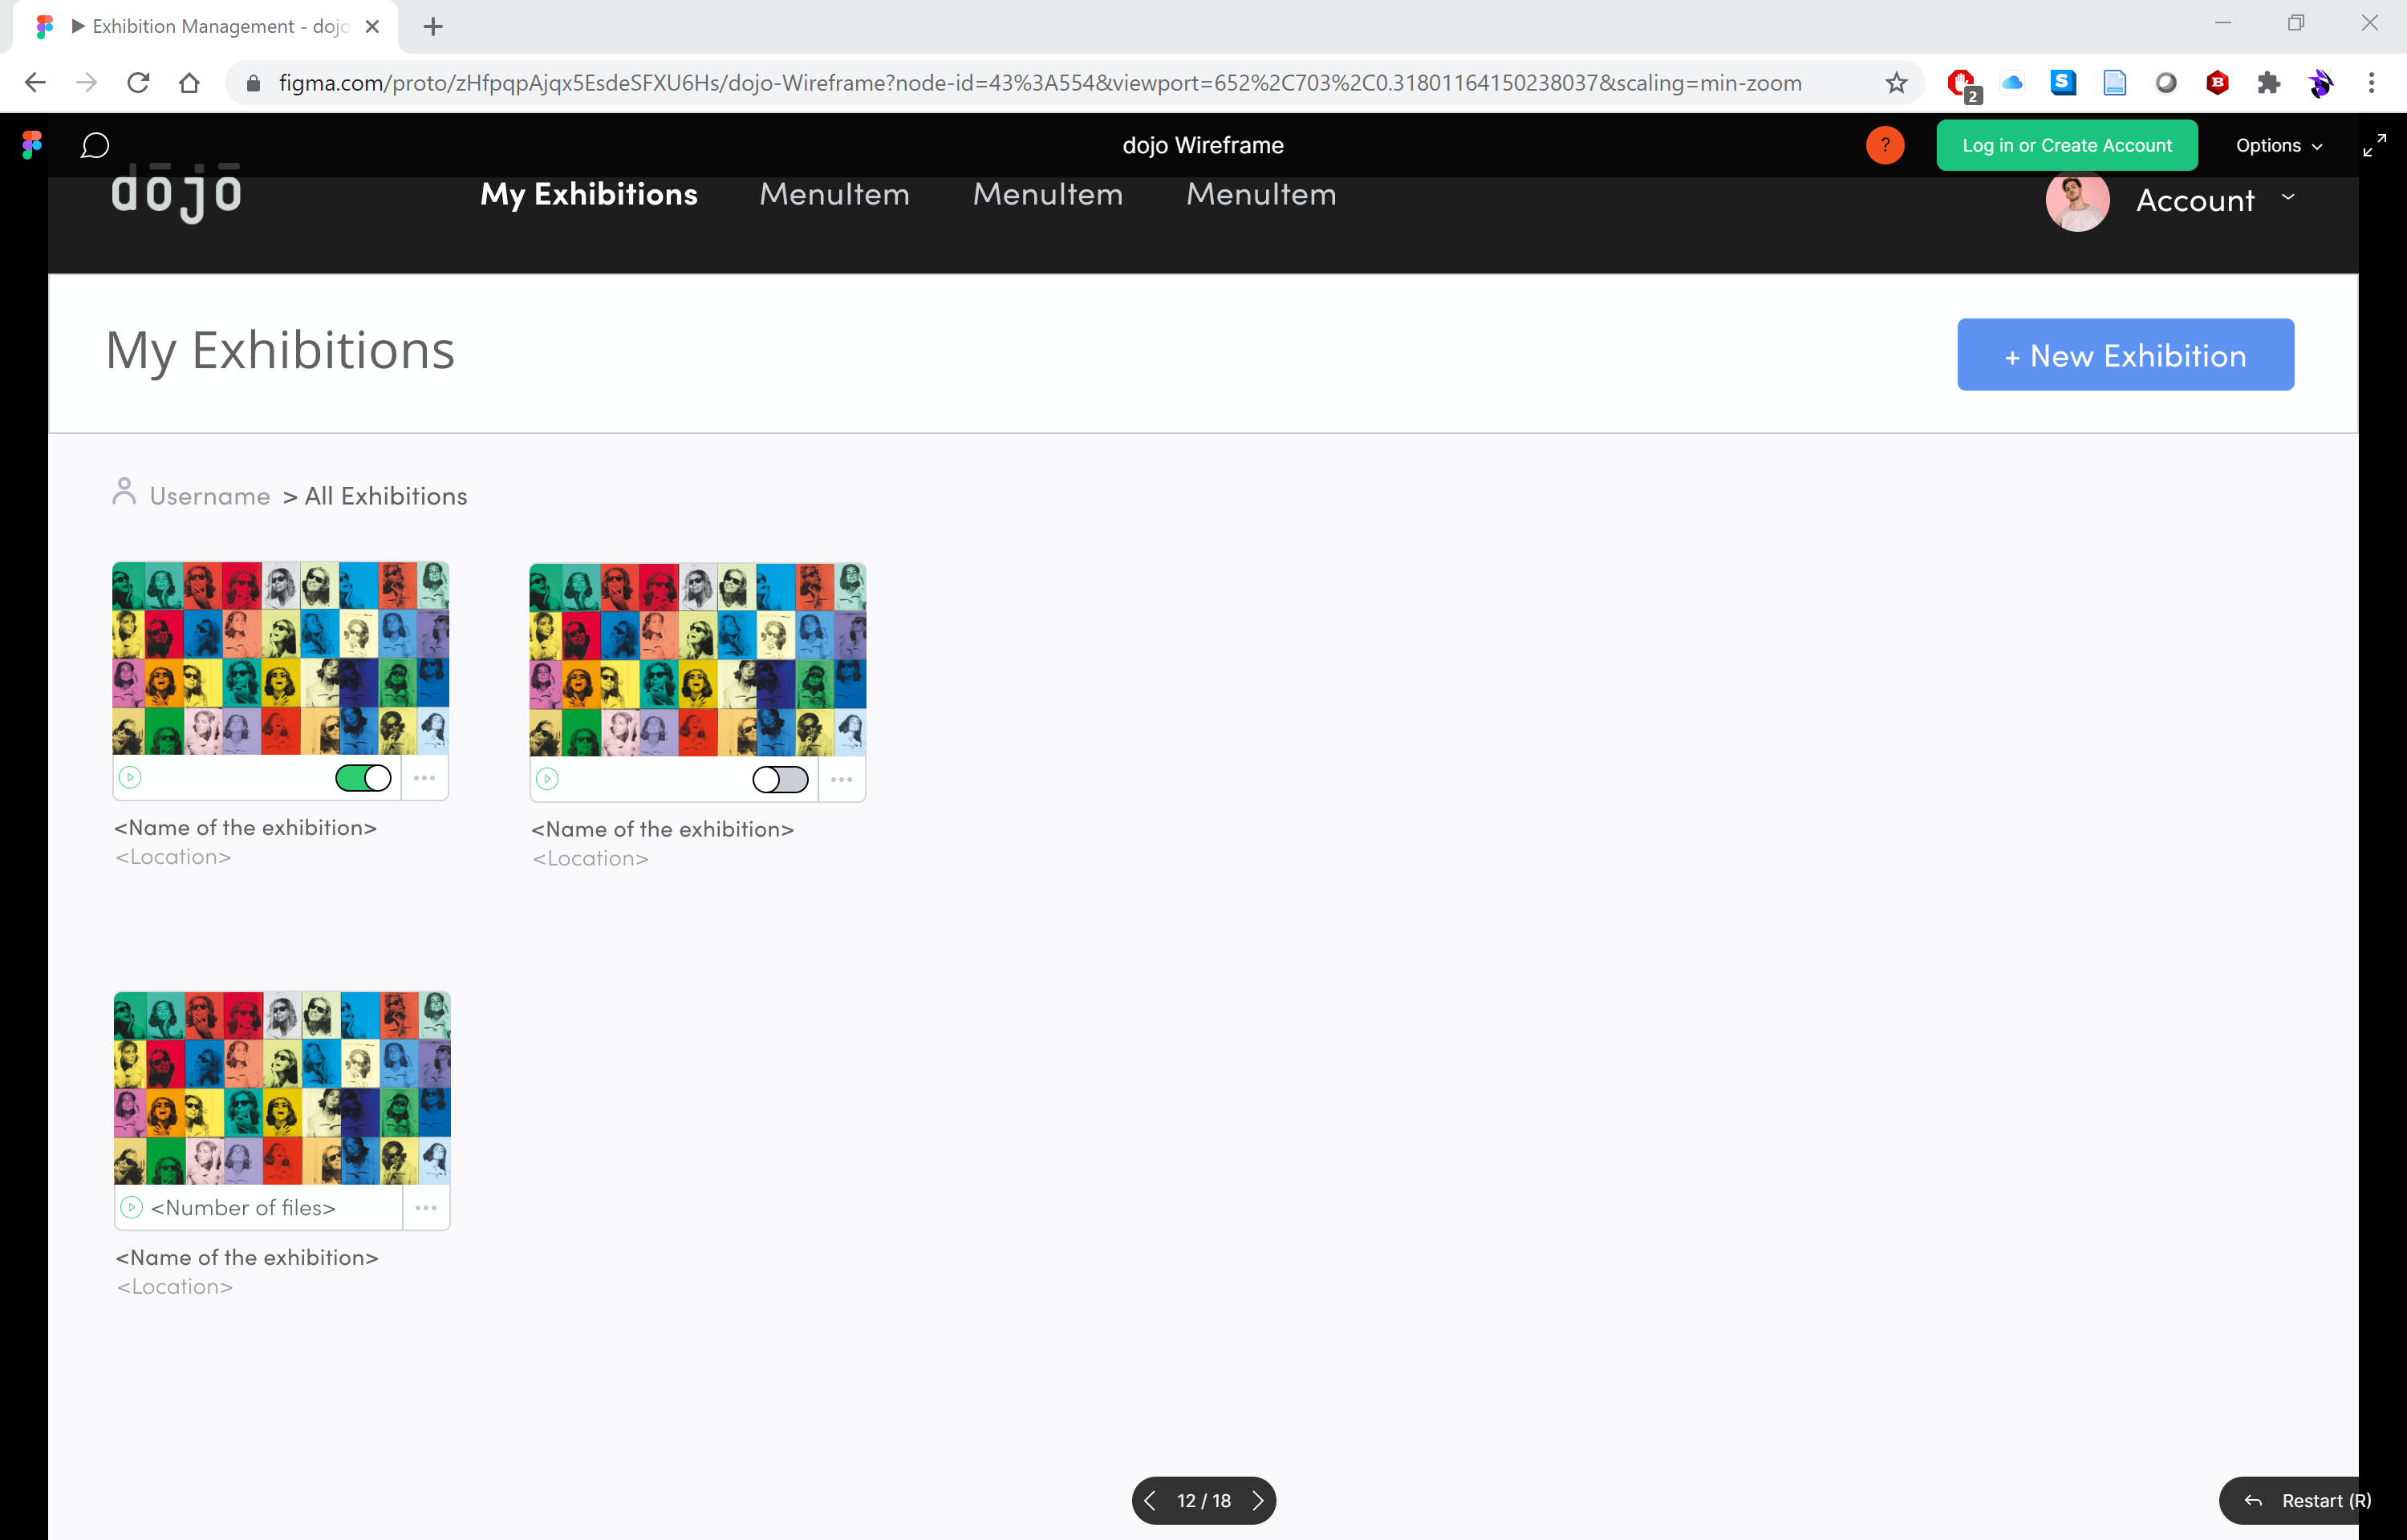 Exhibition Management - dojo
figma.com/proto/zHfpqpAjqx5EsdeSFXU6Hs/dojo-Wireframe?node-id=43%3A554&viewport=652%2C703%2C0.31801164150238037&scaling=min-zoom
S
2
B
dojo Wireframe
?
Log in or Create Account
Options
dōjō
My Exhibitions
MenuItem
MenuItem
MenuItem
Account
My Exhibitions
+ New Exhibition
Username > All Exhibitions
<Name of the exhibition>
<Location>
<Name of the exhibition>
<Location>
<Number of files>
<Name of the exhibition>
<Location>
12 / 18
Restart (R)